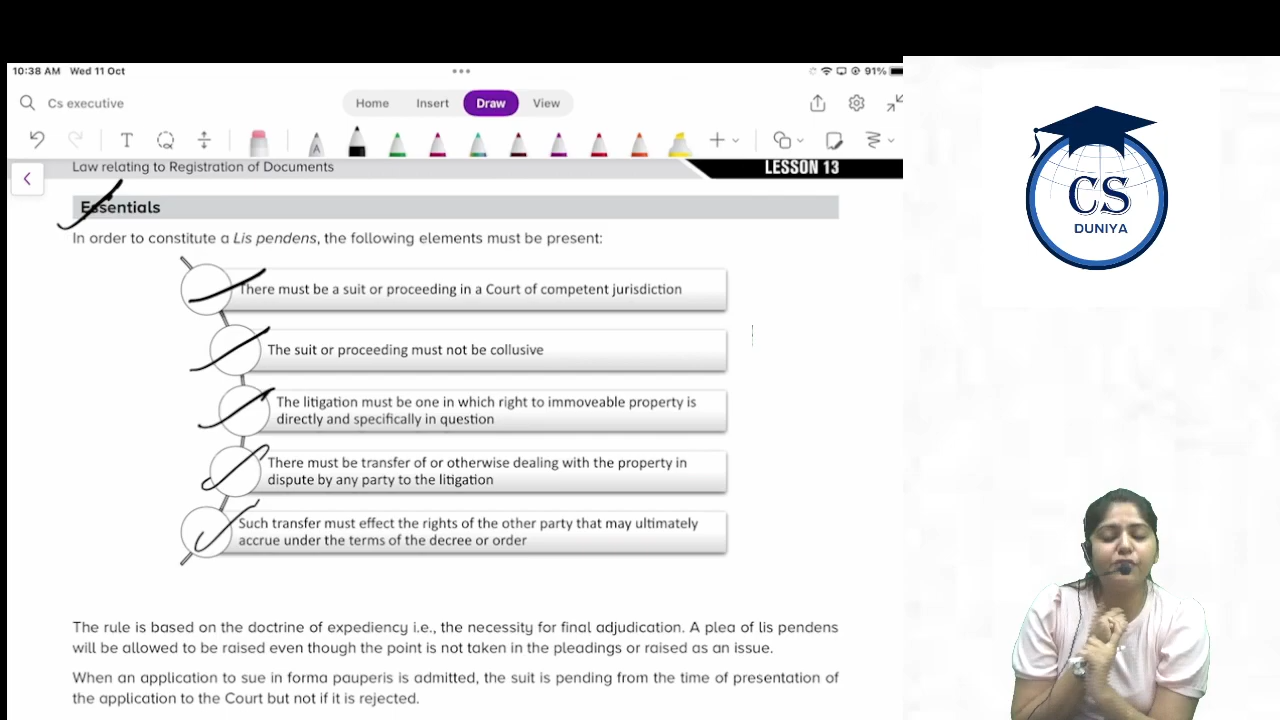 10:38 AM Wed 11 Oct
91%
Cs executive
Home Insert Draw View
Law relating to Registration of Documents
LESSON 13
Essentials
In order to constitute a Lis pendens, the following elements must be present:
There must be a suit or proceeding in a Court of competent jurisdiction
The suit or proceeding must not be collusive
The litigation must be one in which right to immoveable property is
directly and specifically in question
There must be transfer of or otherwise dealing with the property in
dispute by any party to the litigation
Such transfer must effect the rights of the other party that may ultimately
accrue under the terms of the decree or order
The rule is based on the doctrine of expediency i.e., the necessity for final adjudication. A plea of lis pendens
will be allowed to be raised even though the point is not taken in the pleadings or raised as an issue.
When an application to sue in forma pauperis is admitted, the suit is pending from the time of presentation of
the application to the Court but not if it is rejected.
CS
DUNIYA